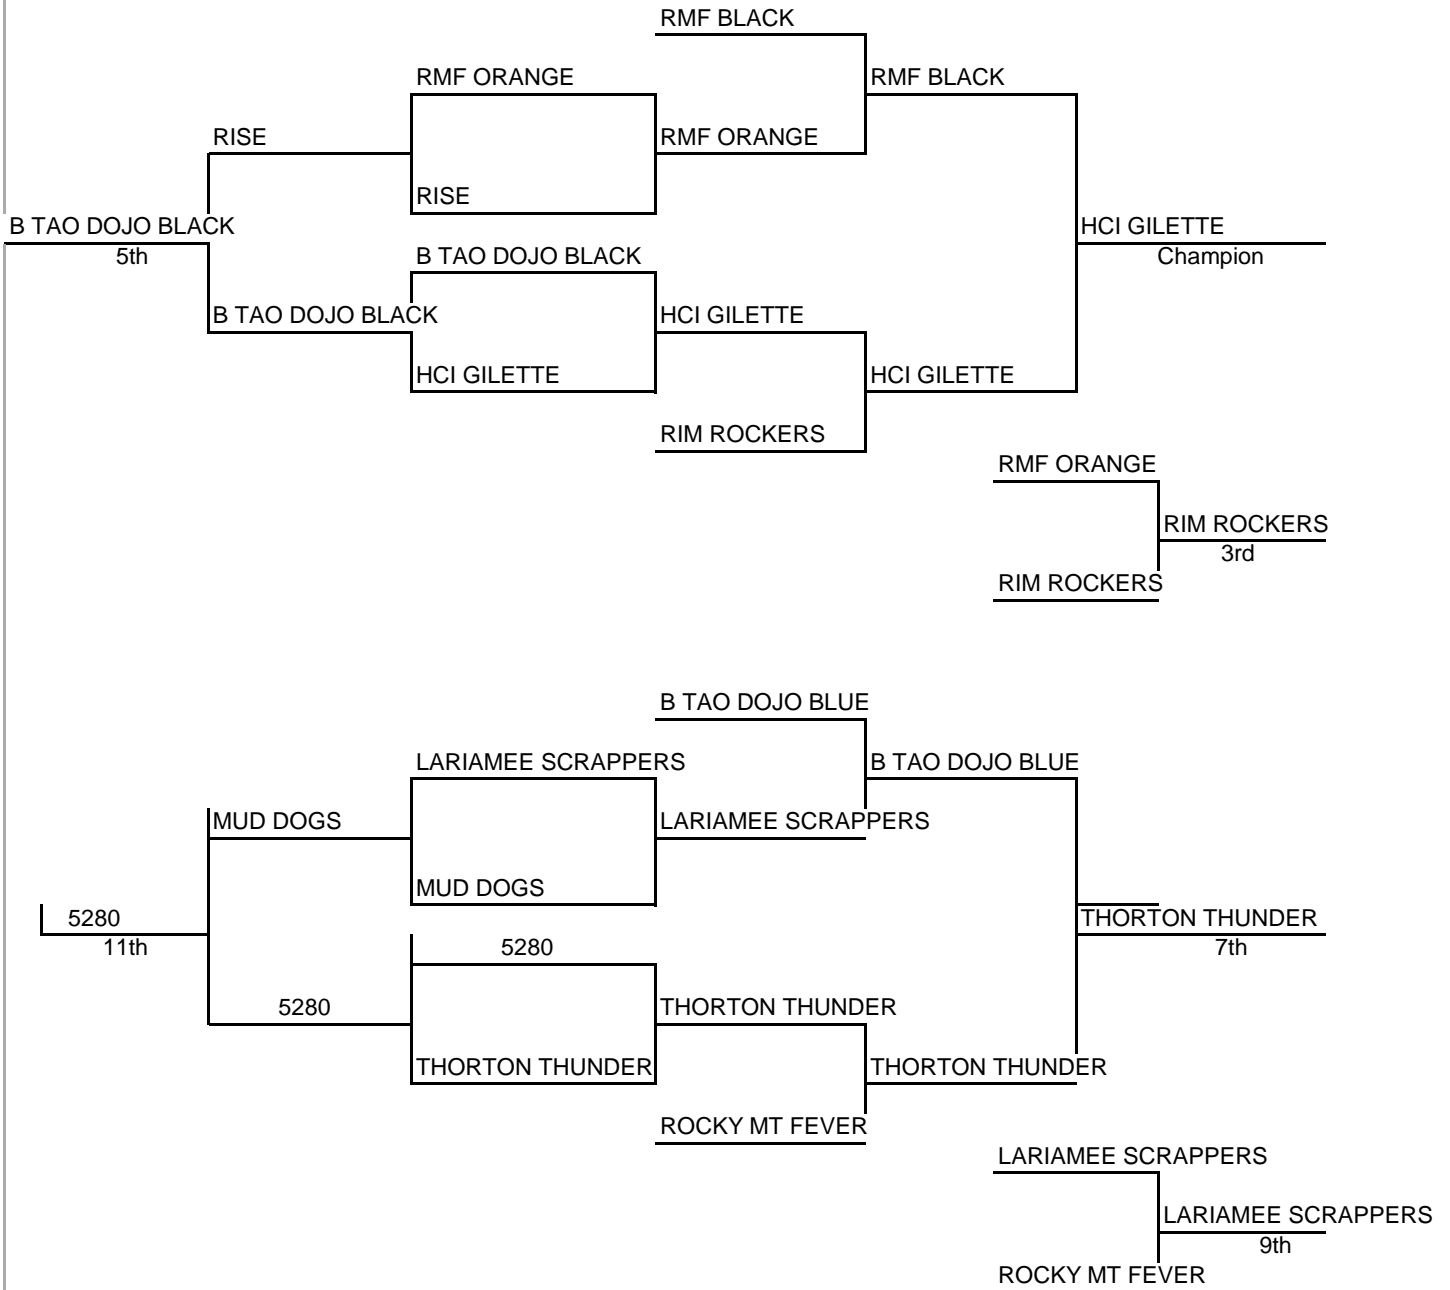 RMF BLACK
RMF ORANGE
RMF BLACK
RISE
RMF ORANGE
RISE
B TAO DOJO BLACK
HCI GILETTE
5th
B TAO DOJO BLACK
Champion
B TAO DOJO BLACK
HCI GILETTE
HCI GILETTE
HCI GILETTE
RIM ROCKERS
RMF ORANGE
RIM ROCKERS
3rd
RIM ROCKERS
B TAO DOJO BLUE
LARIAMEE SCRAPPERS
B TAO DOJO BLUE
MUD DOGS
LARIAMEE SCRAPPERS
MUD DOGS
5280
THORTON THUNDER
11th
5280
7th
5280
THORTON THUNDER
THORTON THUNDER
THORTON THUNDER
ROCKY MT FEVER
LARIAMEE SCRAPPERS
LARIAMEE SCRAPPERS
9th
ROCKY MT FEVER